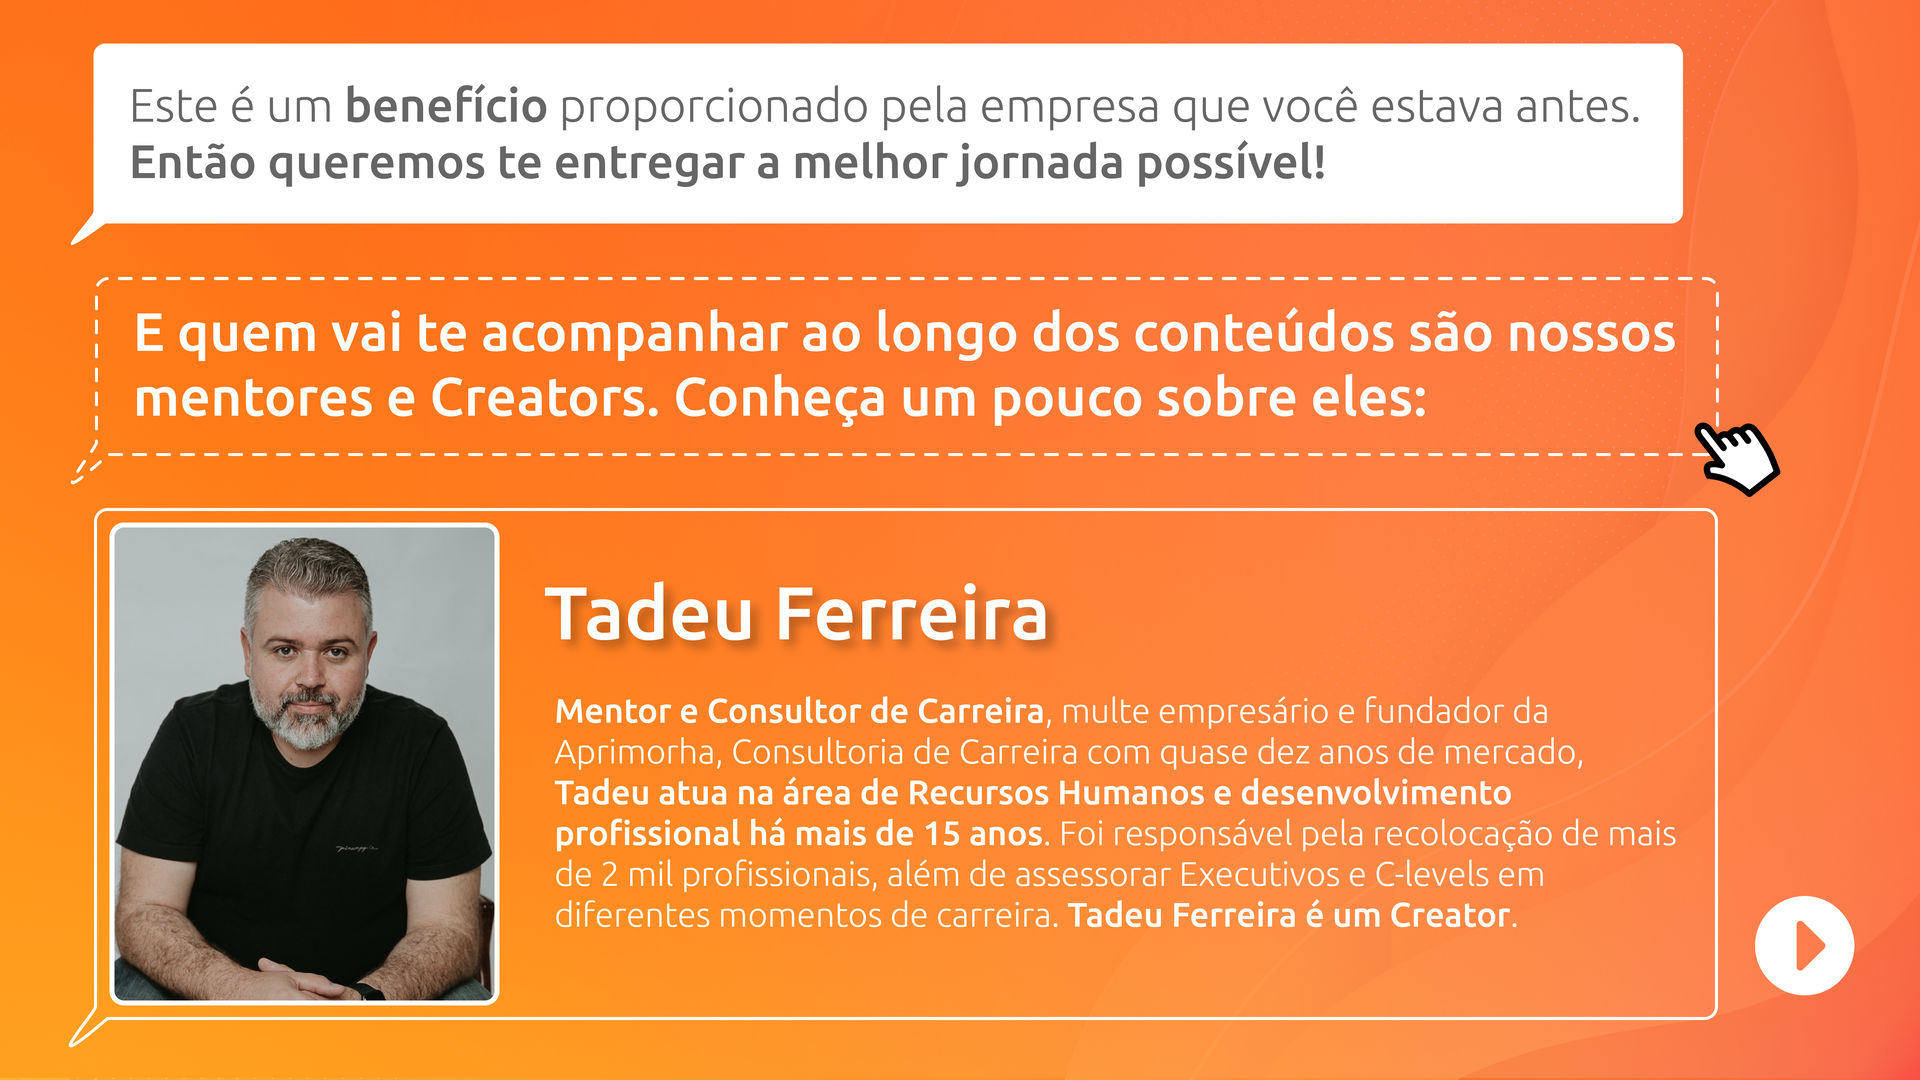 Este é um benefício proporcionado pela empresa que você estava antes.
Então queremos te entregar a melhor jornada possível!
E quem vai te acompanhar ao longo dos conteúdos são nossos
mentores e Creators. Conheça um pouco sobre eles:
Tadeu Ferreira
Mentor e Consultor de Carreira, multe empresário e fundador da
Aprimorha, Consultoria de Carreira com quase dez anos de mercado,
Tadeu atua na área de Recursos Humanos e desenvolvimento
profissional há mais de 15 anos. Foi responsável pela recolocação de mais
de 2 mil profissionais, além de assessorar Executivos e C-levels em
diferentes momentos de carreira. Tadeu Ferreira é um Creator.